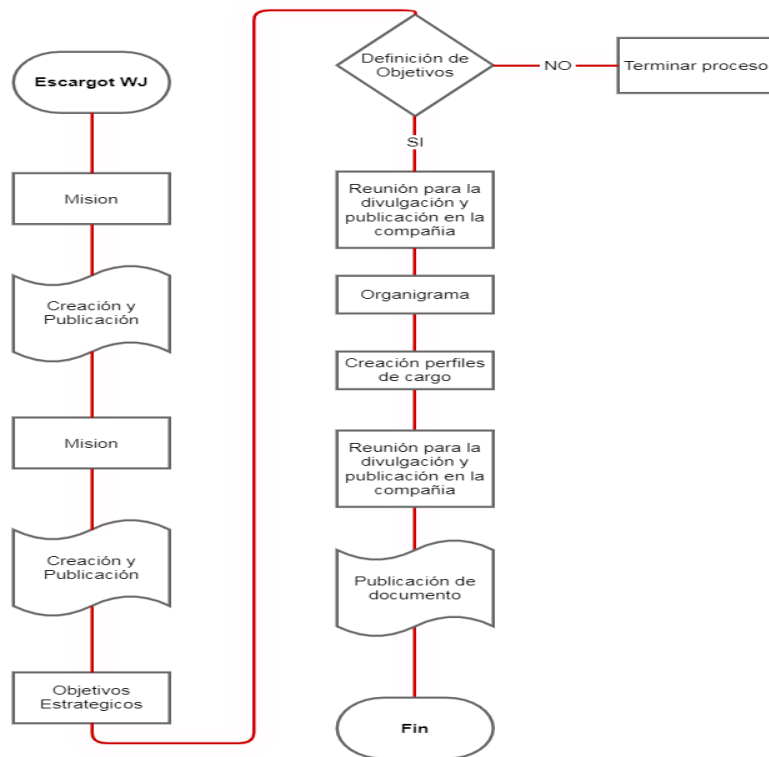 Escargot WJ
Mision
Creación y
Publicación
Mision
Creación y
Publicación
Objetivos
Estrategicos
Definición de
Objetivos
NO
Terminar proceso
SI
Reunión para la
divulgación y
publicación en la
compañia
Organigrama
Creación perfiles
de cargo
Reunión para la
divulgación y
publicación en la
compañia
Publicación de
documento
Fin